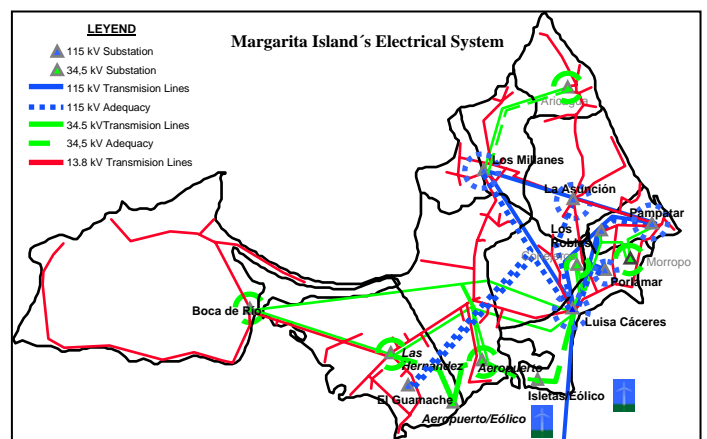 LEYEND
Margarita Island´s Electrical System
115 kV Substation
34,5 kV Substation
115 kV Transmision Lines
115 kV Adequacy
34.5 kVTransmision Lines
34,5 kV Adequacy
13.8 kV Transmision Lines
Aricagua
Los Millanes
La Asunción
Pampatar
Los
Robles
Morropo
Porlamar
Luisa Cáceres
Boca de Río
Las
Hernández
Aeropuerto
El Guamache
Isletas Eólico
Aeropuerto/Eólico